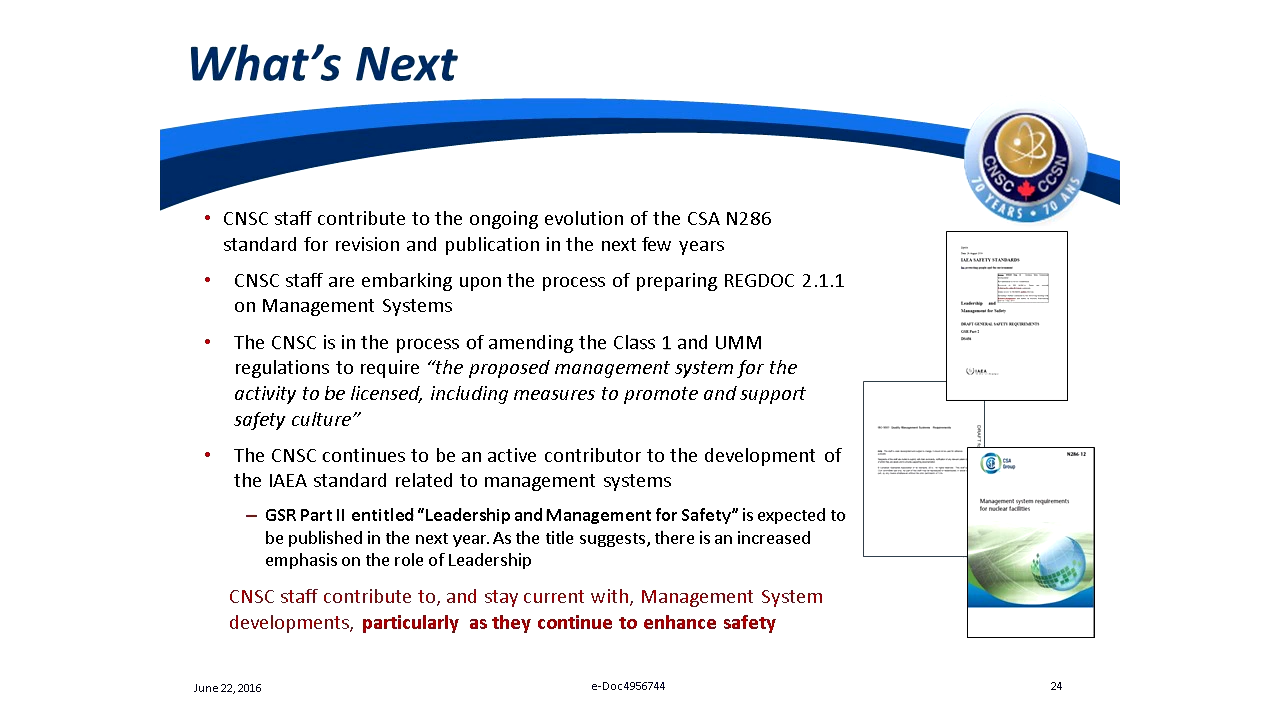 What's Next
CNSC CCSN
70 YEARS • 70 ANS
• CNSC staff contribute to the ongoing evolution of the CSA N286
standard for revision and publication in the next few years
• CNSC staff are embarking upon the process of preparing REGDOC 2.1.1
on Management Systems
• The CNSC is in the process of amending the Class 1 and UMM
regulations to require “the proposed management system for the
activity to be licensed, including measures to promote and support
safety culture”
• The CNSC continues to be an active contributor to the development of
the IAEA standard related to management systems
– GSR Part II entitled “Leadership and Management for Safety” is expected to
be published in the next year. As the title suggests, there is an increased
emphasis on the role of Leadership
CNSC staff contribute to, and stay current with, Management System
developments, particularly as they continue to enhance safety
IAEA SAFETY STANDARDS
Leadership and
Management for Safety
DRAFT GENERAL SAFETY REQUIREMENTS
GSR Part 2
IAEA
Quality Management Systems Requirements
DRAFT
CSA
Group
N286-12
Management system requirements
for nuclear facilities
June 22, 2016
e-Doc4956744
24